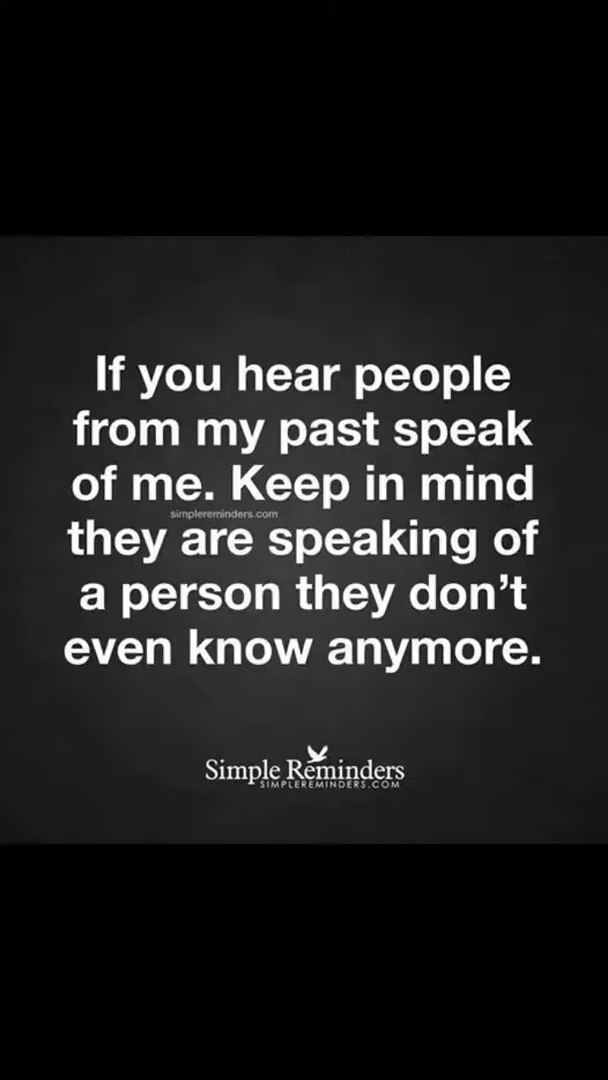 If you hear people
from my past speak
of me. Keep in mind
simplereminders.com
they are speaking of
a person they don't
even know anymore.
Simple Reminders
SIMPLEREMINDERS.COM